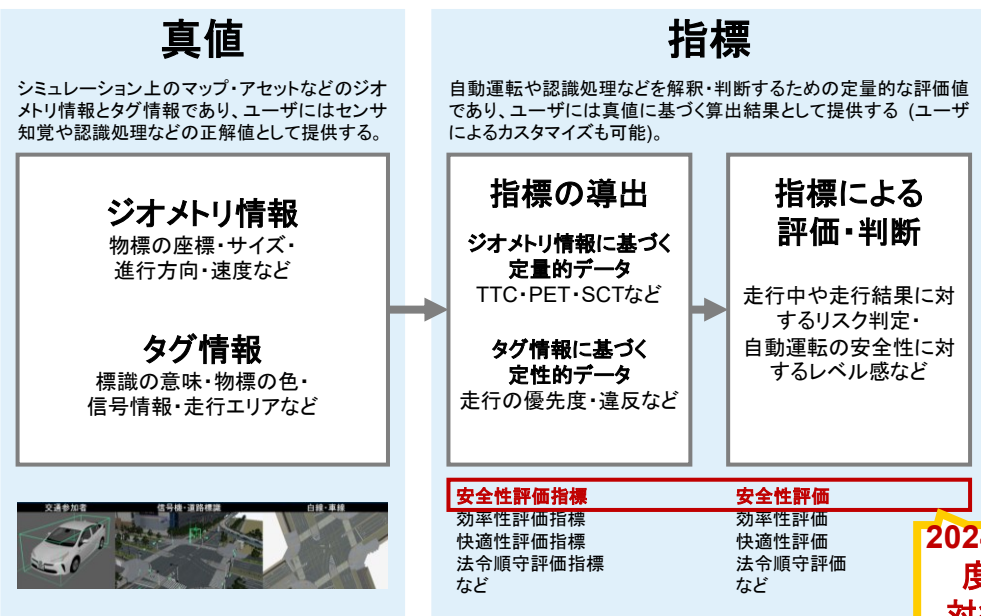 真値
シミュレーション上のマップ・アセットなどのジオ
メトリ情報とタグ情報であり、ユーザにはセンサ
知覚や認識処理などの正解値として提供する。
ジオメトリ情報
物標の座標・サイズ・
進行方向・速度など
タグ情報
標識の意味・物標の色・
信号情報・走行エリアなど
交通参加者
信号機・道路標識
白線・車線
指標
自動運転や認識処理などを解釈・判断するための定量的な評価値
であり、ユーザには真値に基づく算出結果として提供する (ユーザ
によるカスタマイズも可能)。
指標の導出
ジオメトリ情報に基づく
定量的データ
TTC・PET・SCTなど
タグ情報に基づく
定性的データ
走行の優先度・違反など
指標による
評価・判断
走行中や走行結果に対
するリスク判定・
自動運転の安全性に対
するレベル感など
安全性評価指標
効率性評価指標
快適性評価指標
法令順守評価指標
など
安全性評価
効率性評価
快適性評価
法令順守評価
など
202
度
対